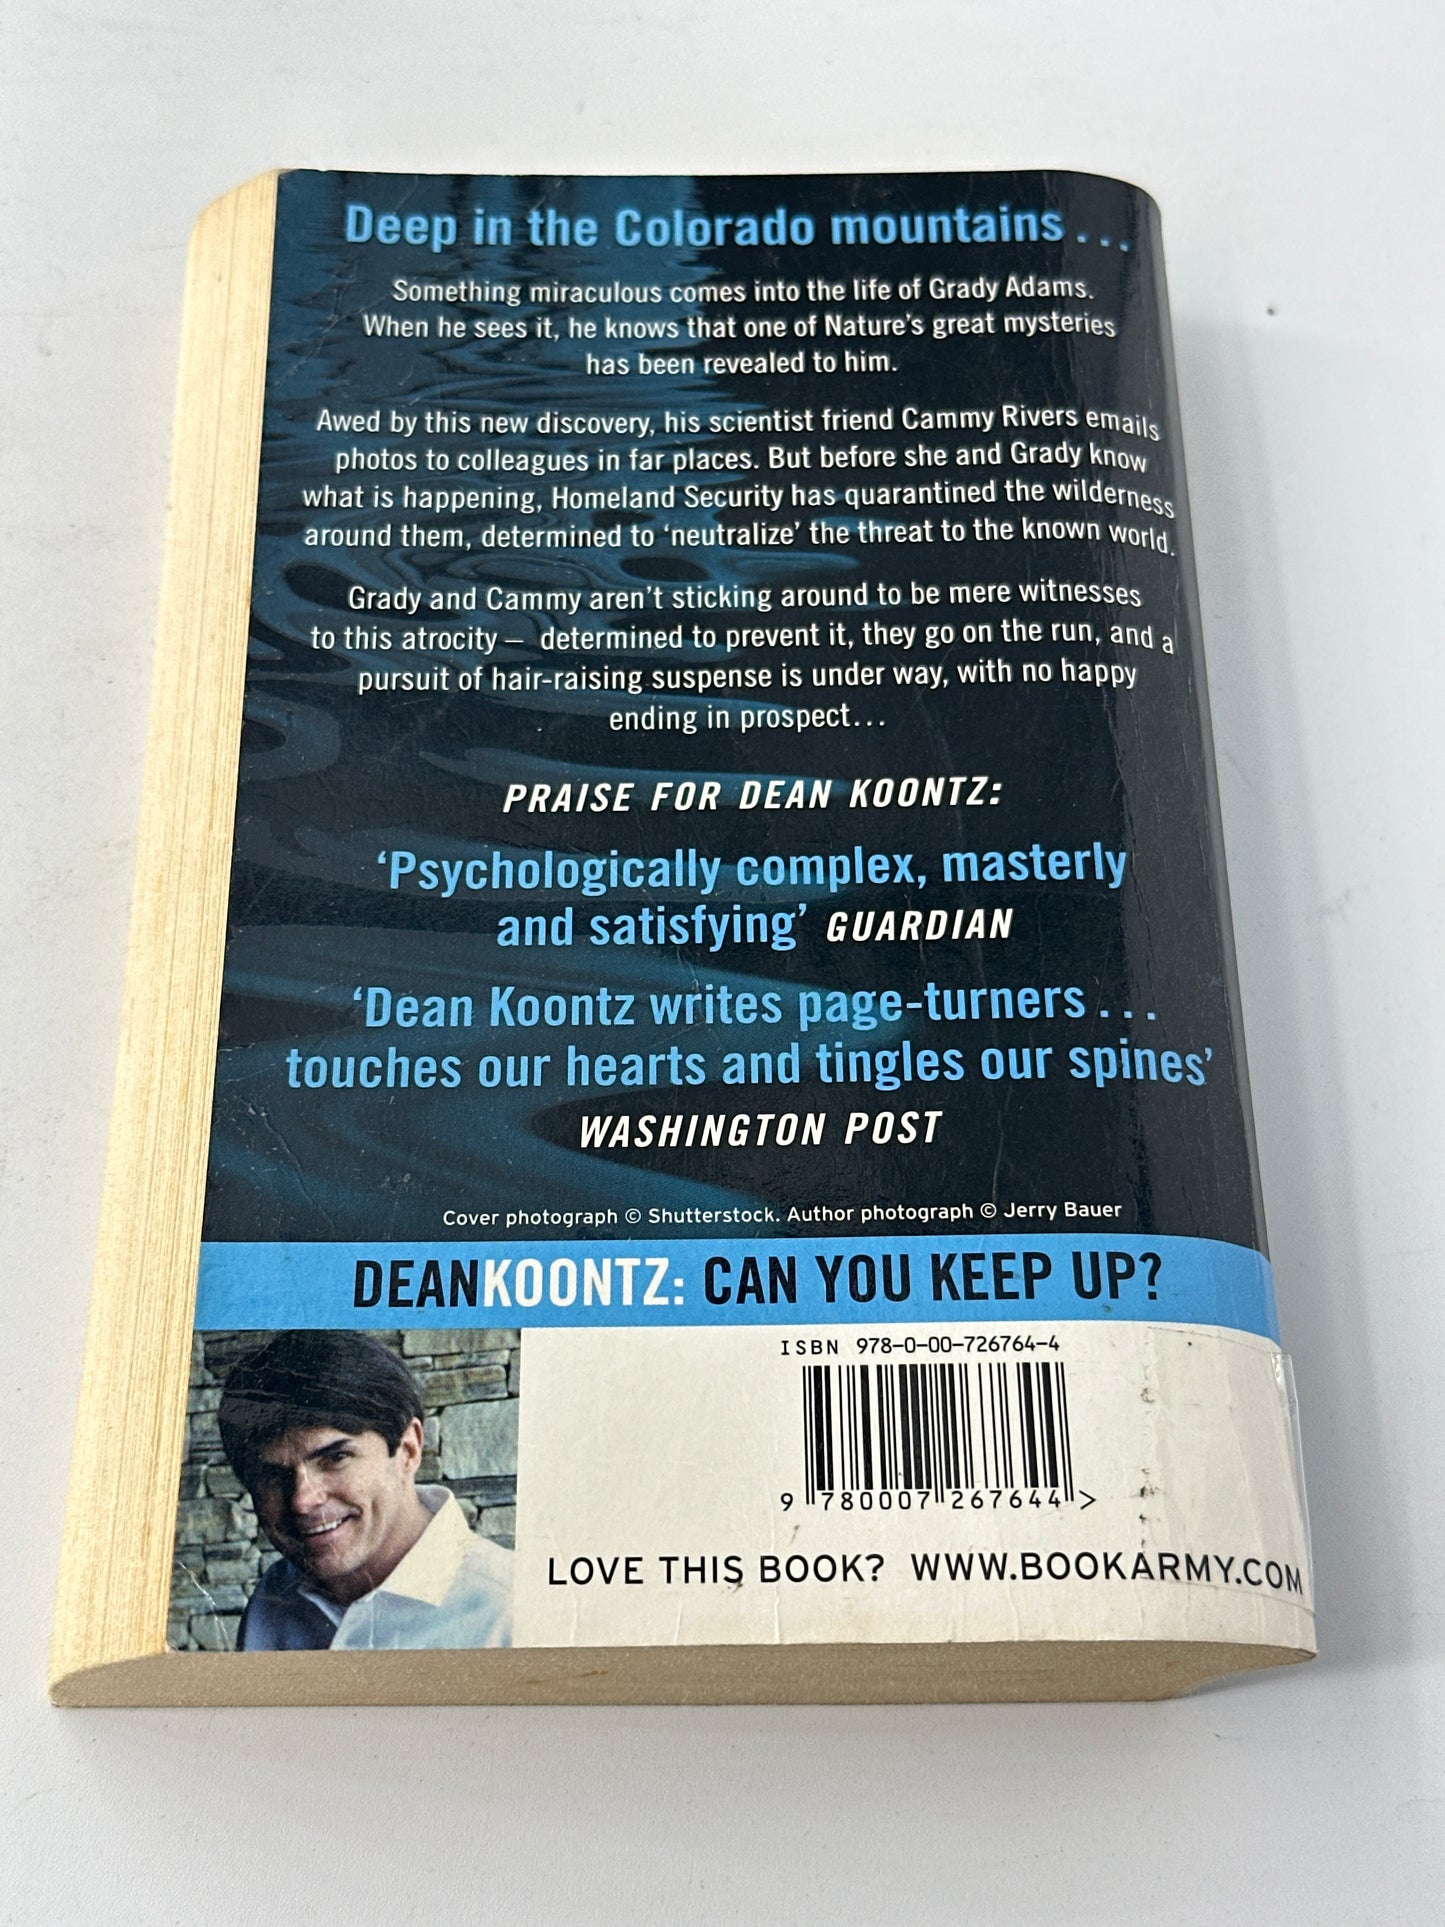 Deep in the Colorado mountains...
Something miraculous comes into the life of Grady Adams.
When he sees it, he knows that one of Nature's great mysteries
has been revealed to him.
Awed by this new discovery, his scientist friend Cammy Rivers emails
photos to colleagues in far places. But before she and Grady know
what is happening, Homeland Security has quarantined the wilderness
around them, determined to 'neutralize' the threat to the known world.
Grady and Cammy aren't sticking around to be mere witnesses
to this atrocity – determined to prevent it, they go on the run, and a
pursuit of hair-raising suspense is under way, with no happy
ending in prospect...
PRAISE FOR DEAN KOONTZ:
'Psychologically complex, masterly
and satisfying' GUARDIAN
'Dean Koontz writes page-turners...
touches our hearts and tingles our spines'
WASHINGTON POST
Cover photograph © Shutterstock. Author photograph © Jerry Bauer
DEANKOONTZ: CAN YOU KEEP UP?
ISBN 978-0-00-726764-4
9 780007 267644 >
LOVE THIS BOOK? WWW.BOOKARMY.COM